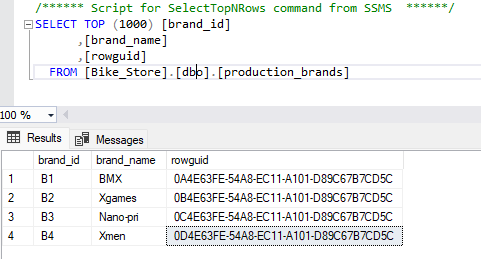 /****** Script for SelectTopNRows command from SSMS  ******/
SELECT TOP (1000) [brand_id]
,[brand_name]
,[rowguid]
FROM [Bike_Store].[dbo].[production_brands]
100 %
Results Messages
brand_id brand_name rowguid
1 B1 BMX 0A4E63FE-54A8-EC11-A101-D89C67B7CD5C
2 B2 Xgames 0B4E63FE-54A8-EC11-A101-D89C67B7CD5C
3 B3 Nano-pri 0C4E63FE-54A8-EC11-A101-D89C67B7CD5C
4 B4 Xmen 0D4E63FE-54A8-EC11-A101-D89C67B7CD5C